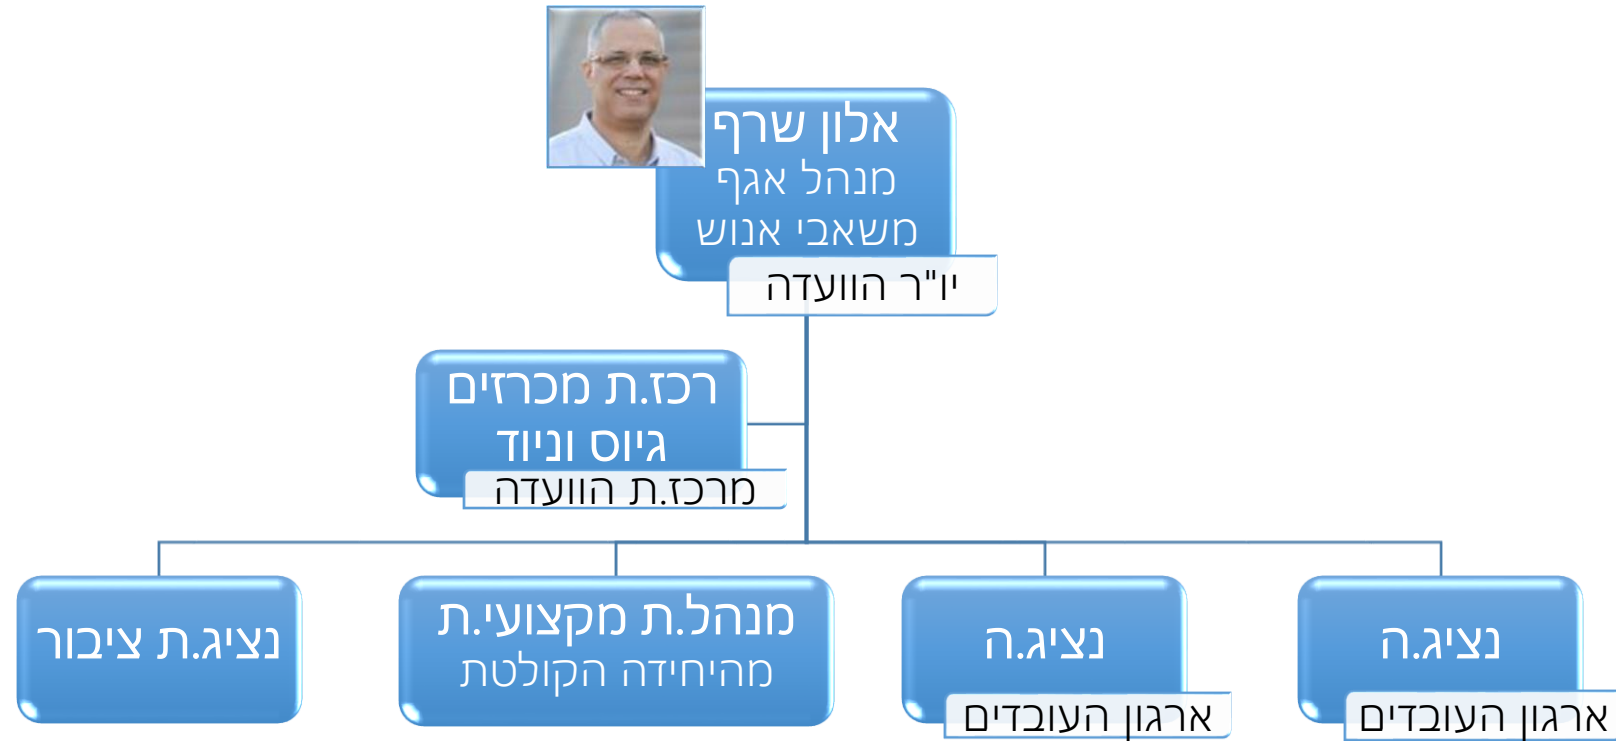 אלון שרף
מנהל אגף
משאבי אנוש
יו"ר הוועדה
רכז.ת מכרזים
גיוס וניוד
מרכז.ת הוועדה
נציג.ה
ארגון העובדים
נציג.ה
ארגון העובדים
מנהל.ת מקצועי.ת
מהיחידה הקולטת
נציג.ת ציבור